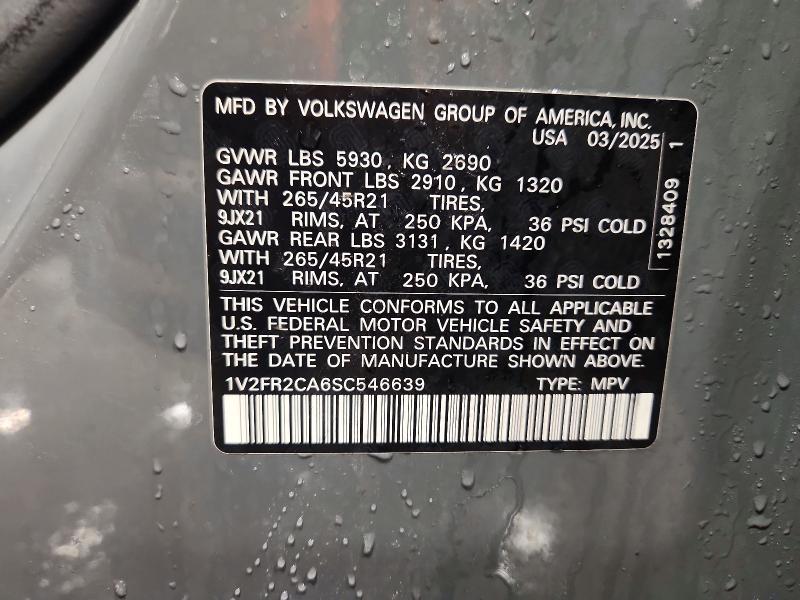 MFD BY VOLKSWAGEN GROUP OF AMERICA, INC.
USA 03/2025
GVWR LBS 5930, KG 2690
GAWR FRONT LBS 2910, KG 1320
WITH 265/45R21 TIRES,
9JX21 RIMS, AT 250 KPA, 36 PSI COLD
GAWR REAR LBS 3131, KG 1420
WITH 265/45R21 TIRES,
9JX21 RIMS, AT 250 KPA, 36 PSI COLD
1328409 1
THIS VEHICLE CONFORMS TO ALL APPLICABLE
U.S. FEDERAL MOTOR VEHICLE SAFETY AND
THEFT PREVENTION STANDARDS IN EFFECT ON
THE DATE OF MANUFACTURE SHOWN ABOVE.
1V2FR2CA6SC546639 TYPE: MPV